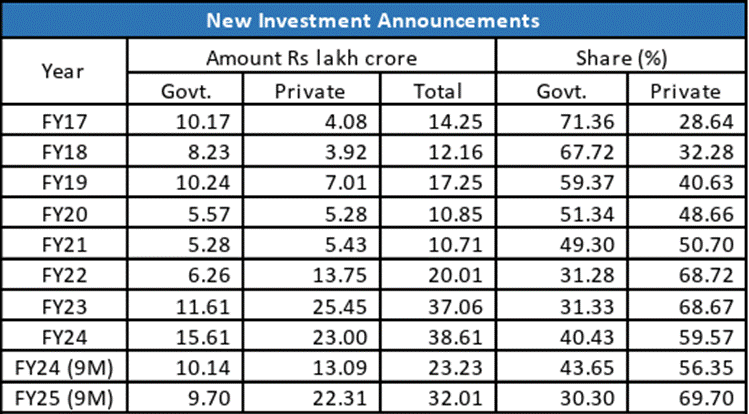 New Investment Announcements
Year Amount Rs lakh crore Share (%)
Govt. Private Total Govt. Private
FY17 10.17 4.08 14.25 71.36 28.64
FY18 8.23 3.92 12.16 67.72 32.28
FY19 10.24 7.01 17.25 59.37 40.63
FY20 5.57 5.28 10.85 51.34 48.66
FY21 5.28 5.43 10.71 49.30 50.70
FY22 6.26 13.75 20.01 31.28 68.72
FY23 11.61 25.45 37.06 31.33 68.67
FY24 15.61 23.00 38.61 40.43 59.57
FY24 (9M) 10.14 13.09 23.23 43.65 56.35
FY25 (9M) 9.70 22.31 32.01 30.30 69.70